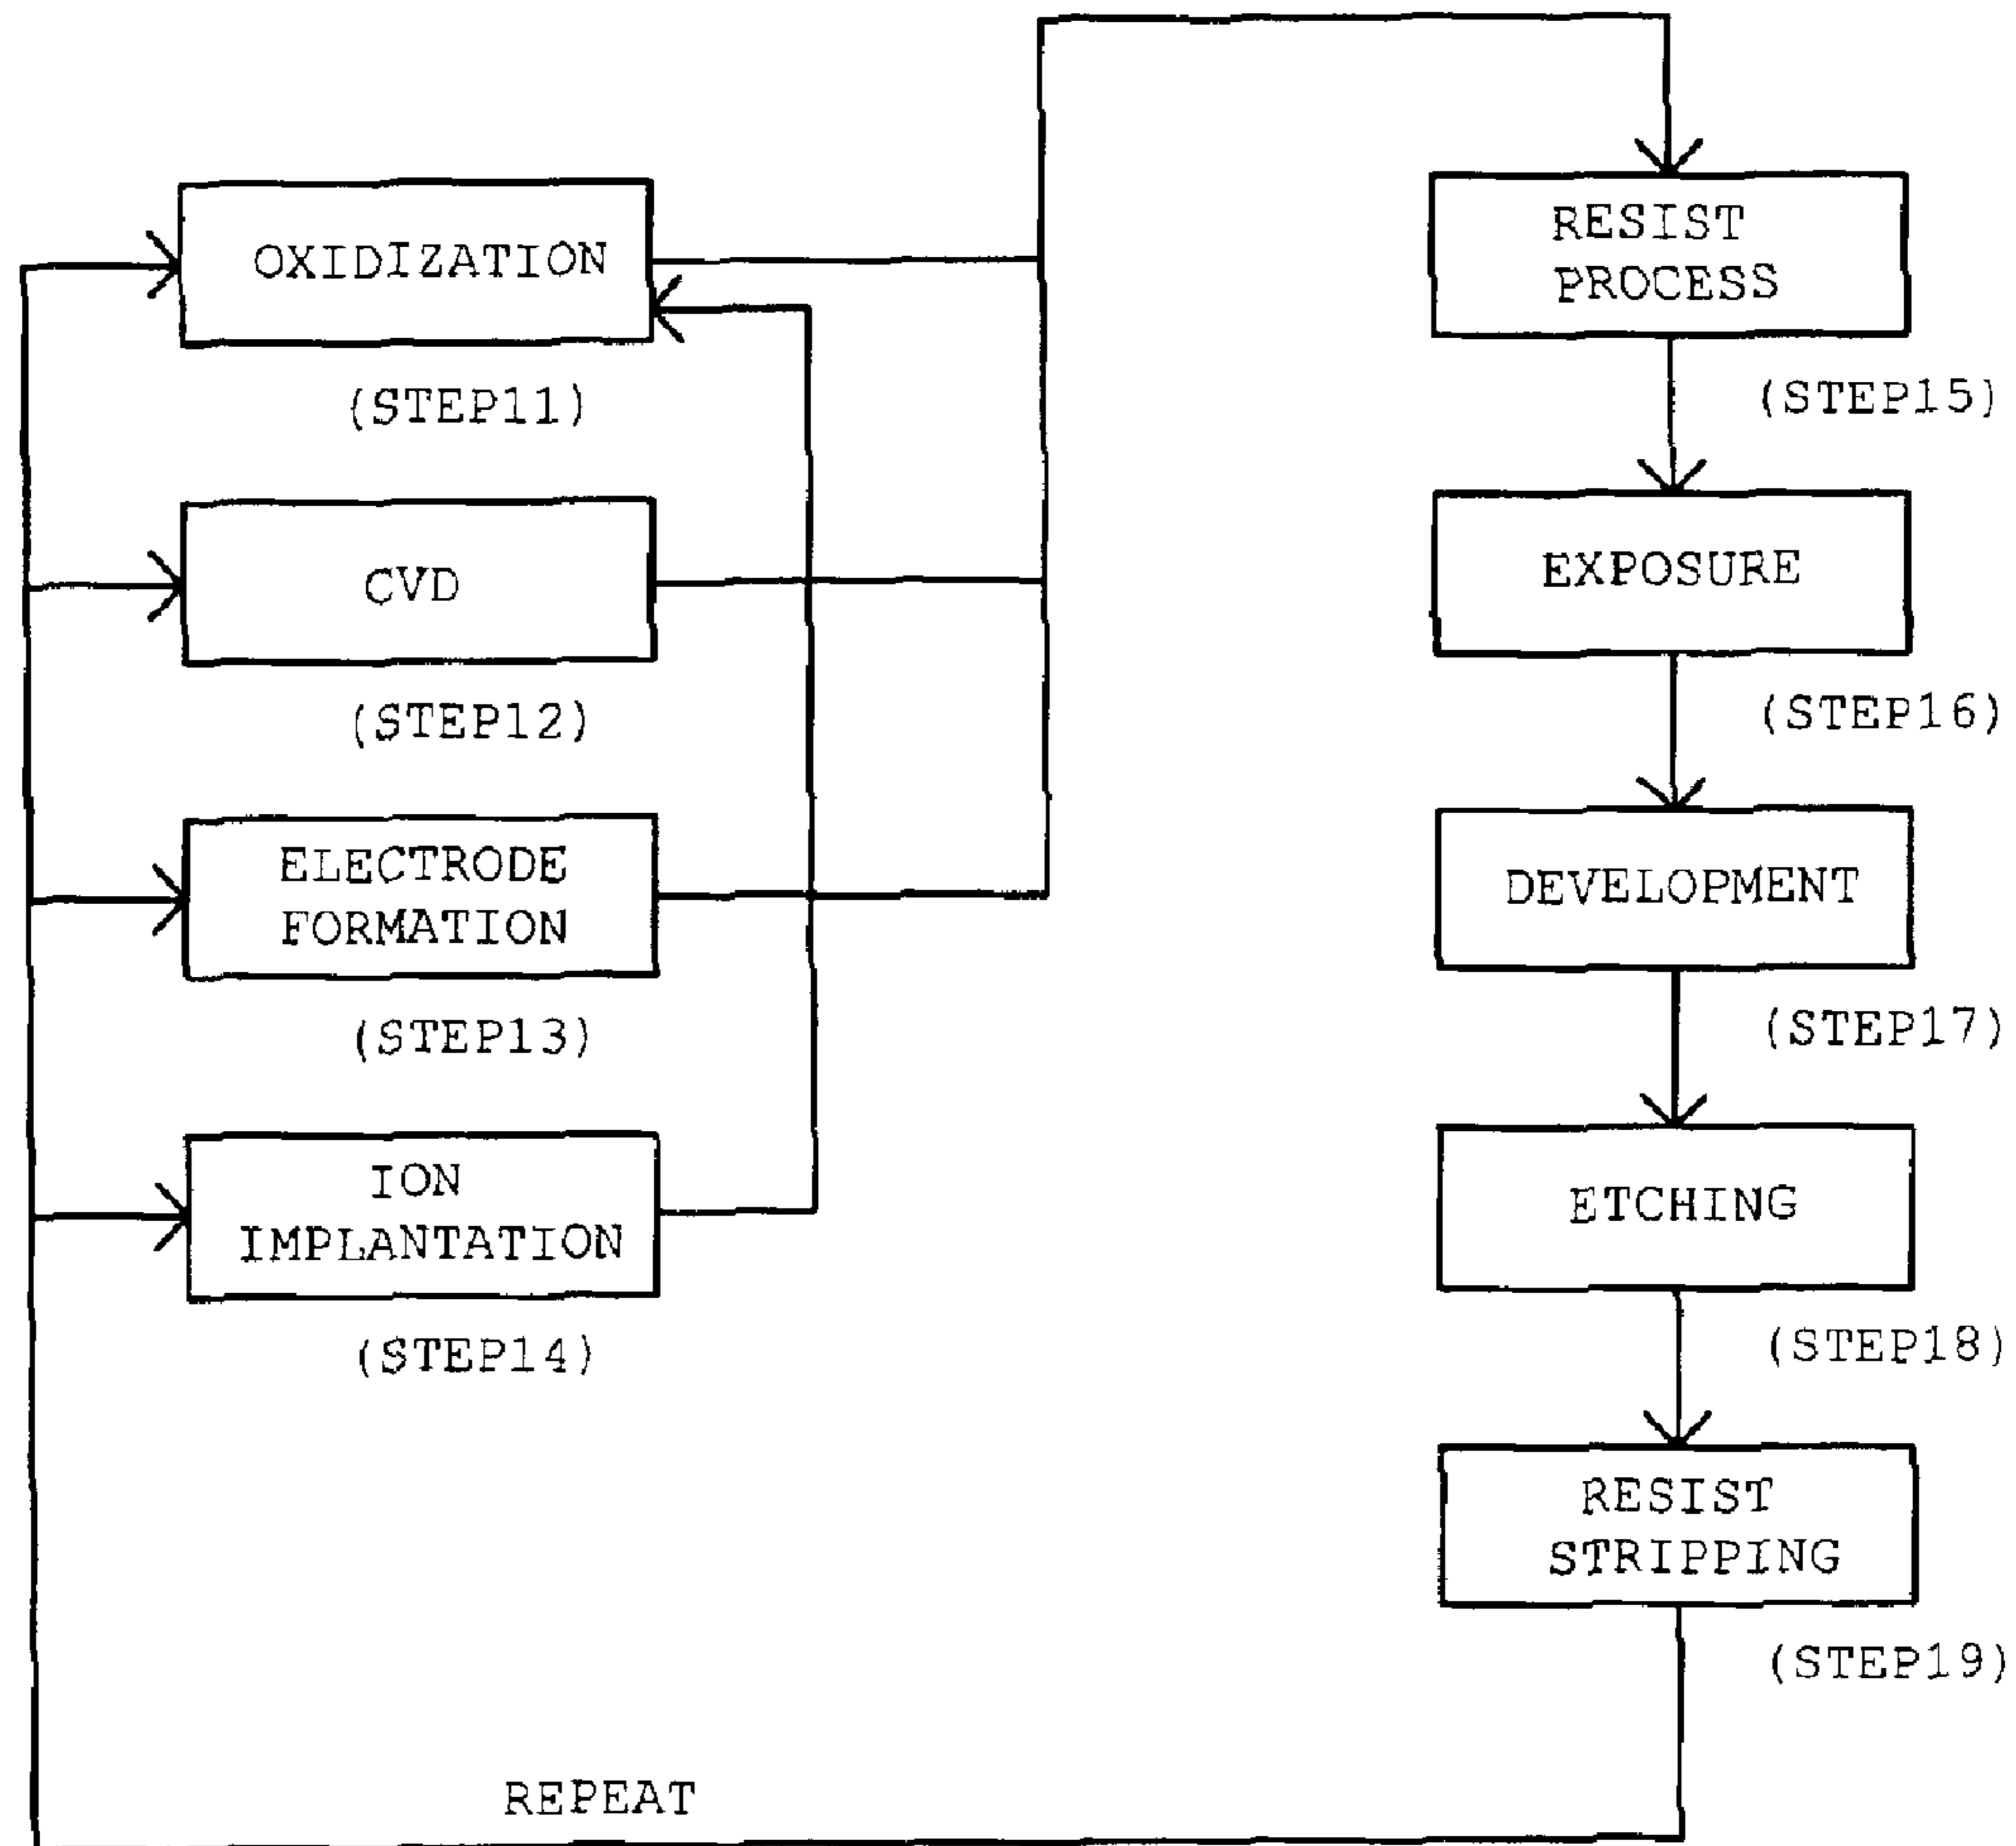 OXIDIZATION
(STEP11)
CVD
(STEP12)
ELECTRODE
FORMATION
(STEP13)
ION
IMPLANTATION
(STEP14)
RESIST
PROCESS
(STEP15)
EXPOSURE
(STEP16)
DEVELOPMENT
(STEP17)
ETCHING
(STEP18)
RESIST
STRIPPING
(STEP19)
REPEAT